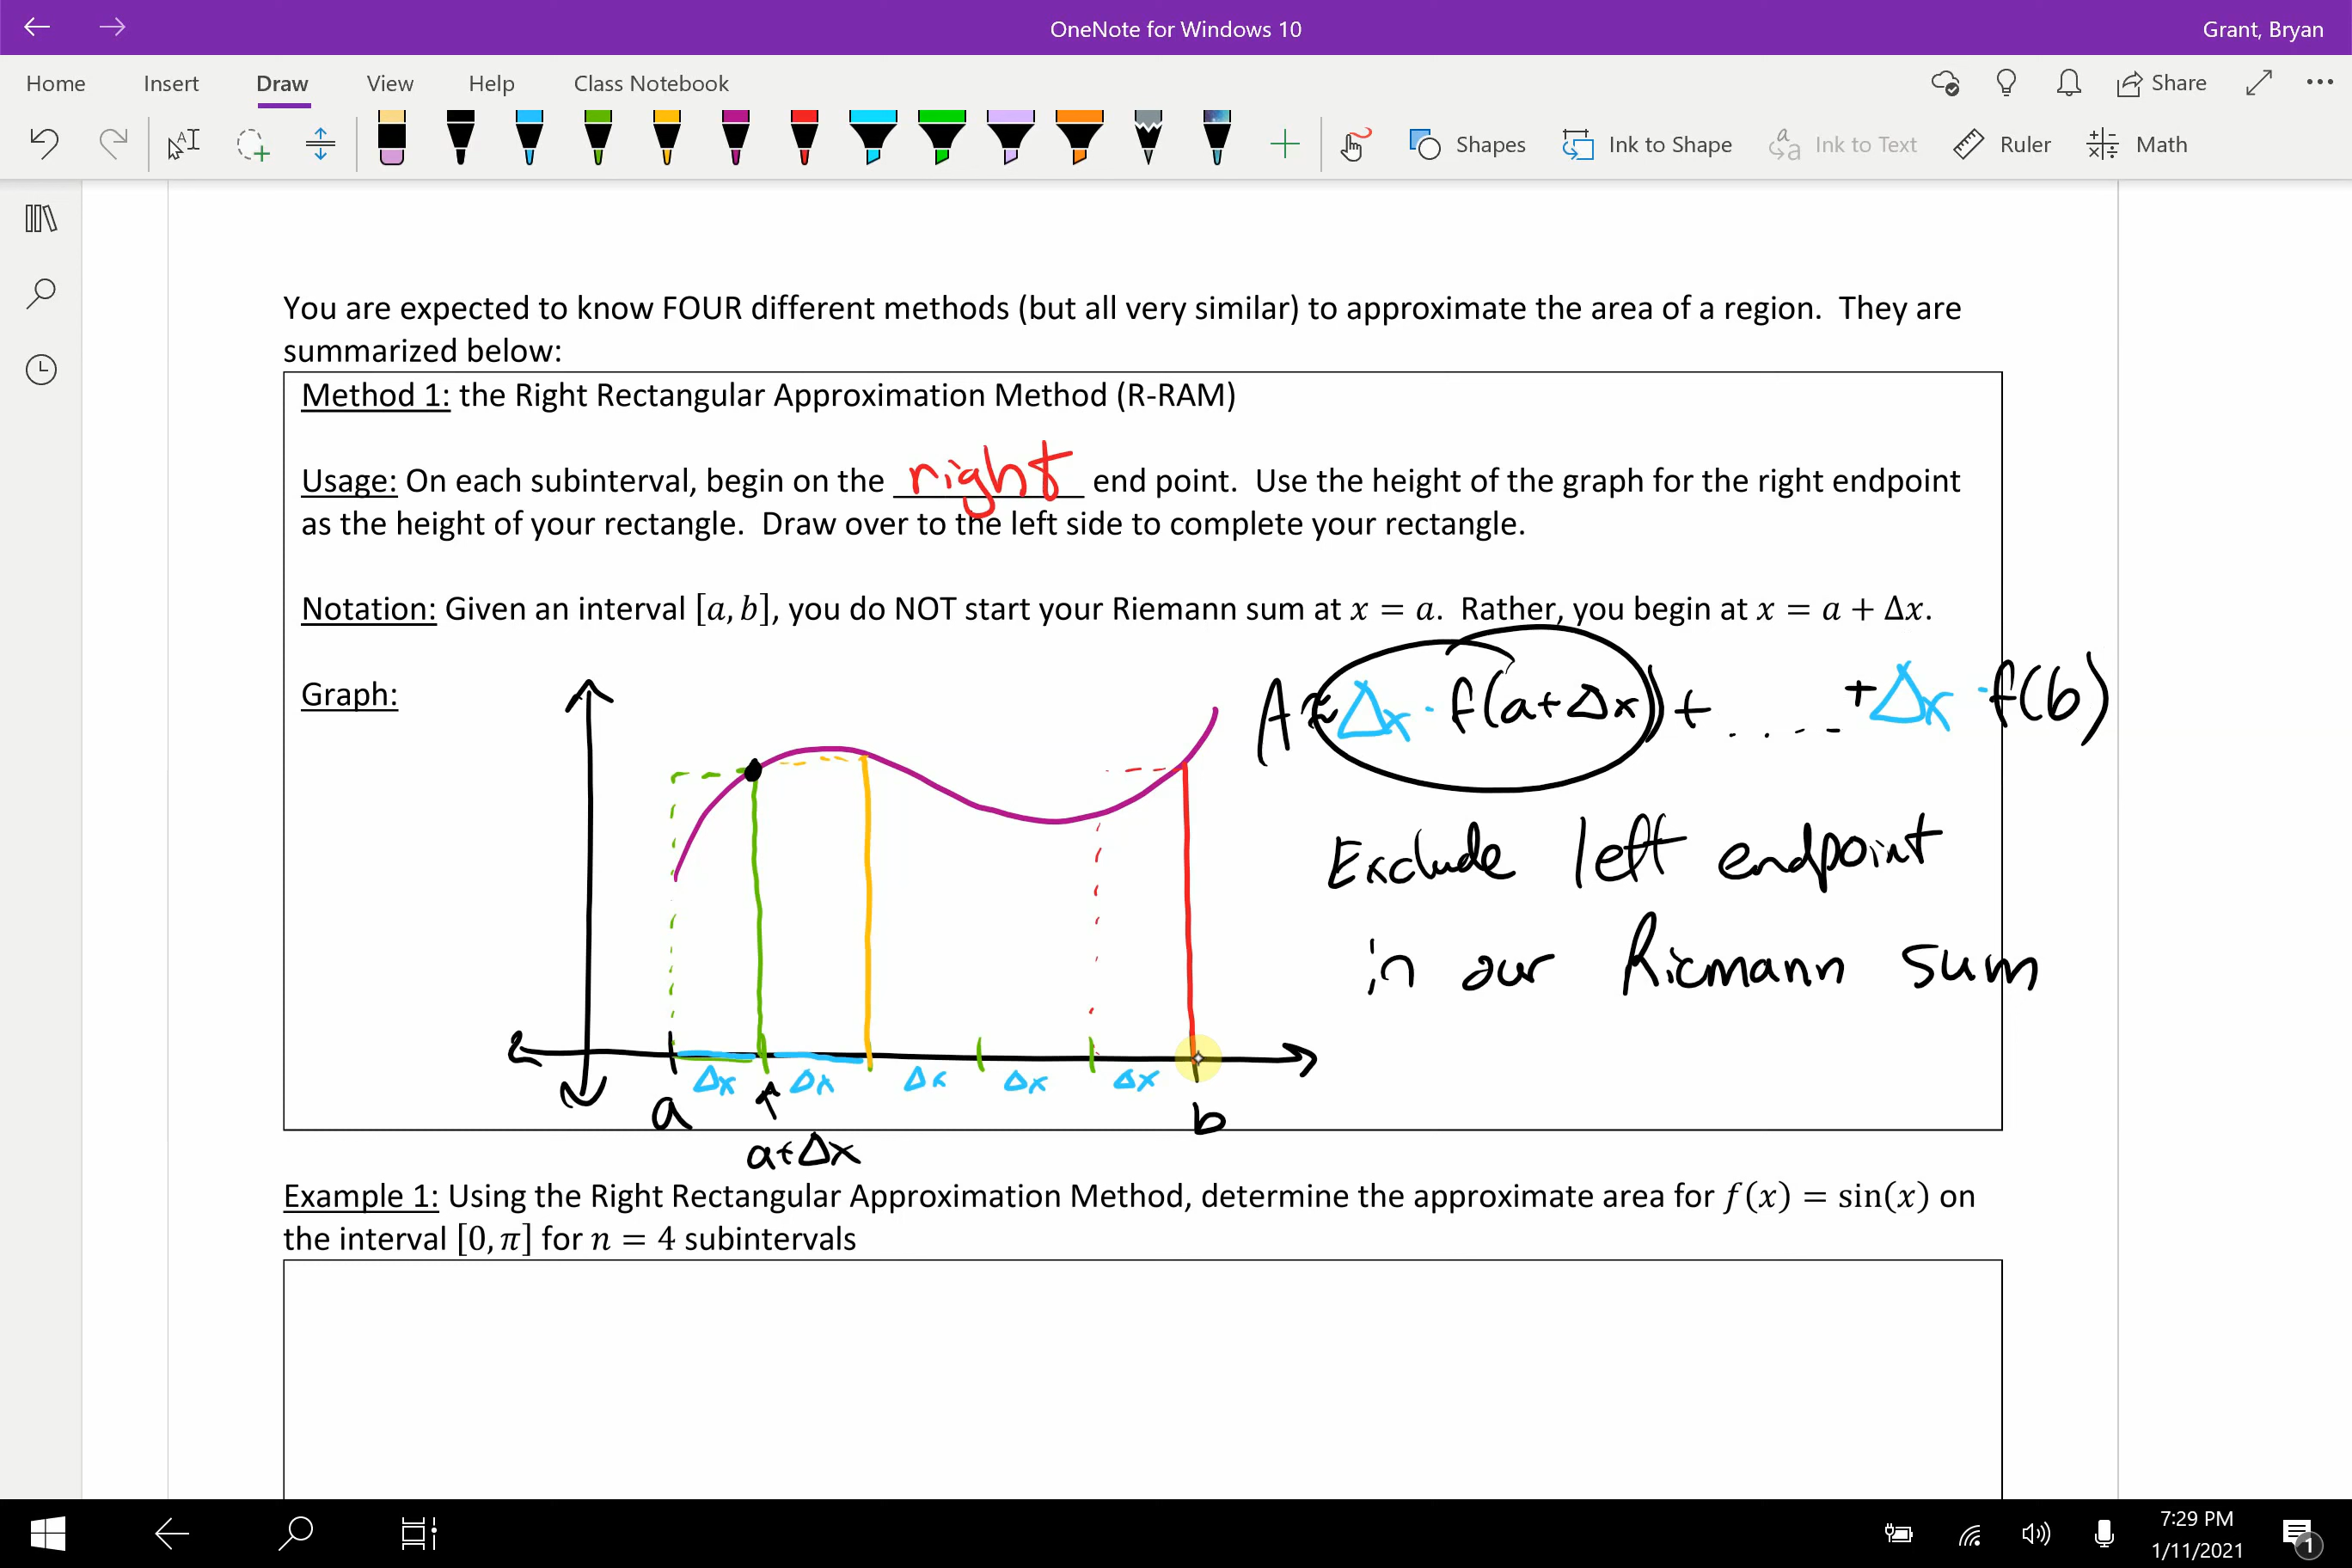 OneNote for Windows 10
Grant, Bryan
Home Insert Draw View Help Class Notebook Share
Shapes Ink to Shape Ink to Text Ruler Math
You are expected to know FOUR different methods (but all very similar) to approximate the area of a region. They are
summarized below:
Method 1: the Right Rectangular Approximation Method (R-RAM)
Usage: On each subinterval, begin on the right end point. Use the height of the graph for the right endpoint
as the height of your rectangle. Draw over to the left side to complete your rectangle.
Notation: Given an interval [a, b], you do NOT start your Riemann sum at x = a. Rather, you begin at x = a + Δx.
Graph:
A ≈ Δx · f(a+Δx) + ..... + Δx · f(b)
Exclude left endpoint
in our Riemann sum
Δx Δx Δx Δx Δx
a b
a+Δx
Example 1: Using the Right Rectangular Approximation Method, determine the approximate area for f(x) = sin(x) on
the interval [0, π] for n = 4 subintervals
7:29 PM
1/11/2021
1